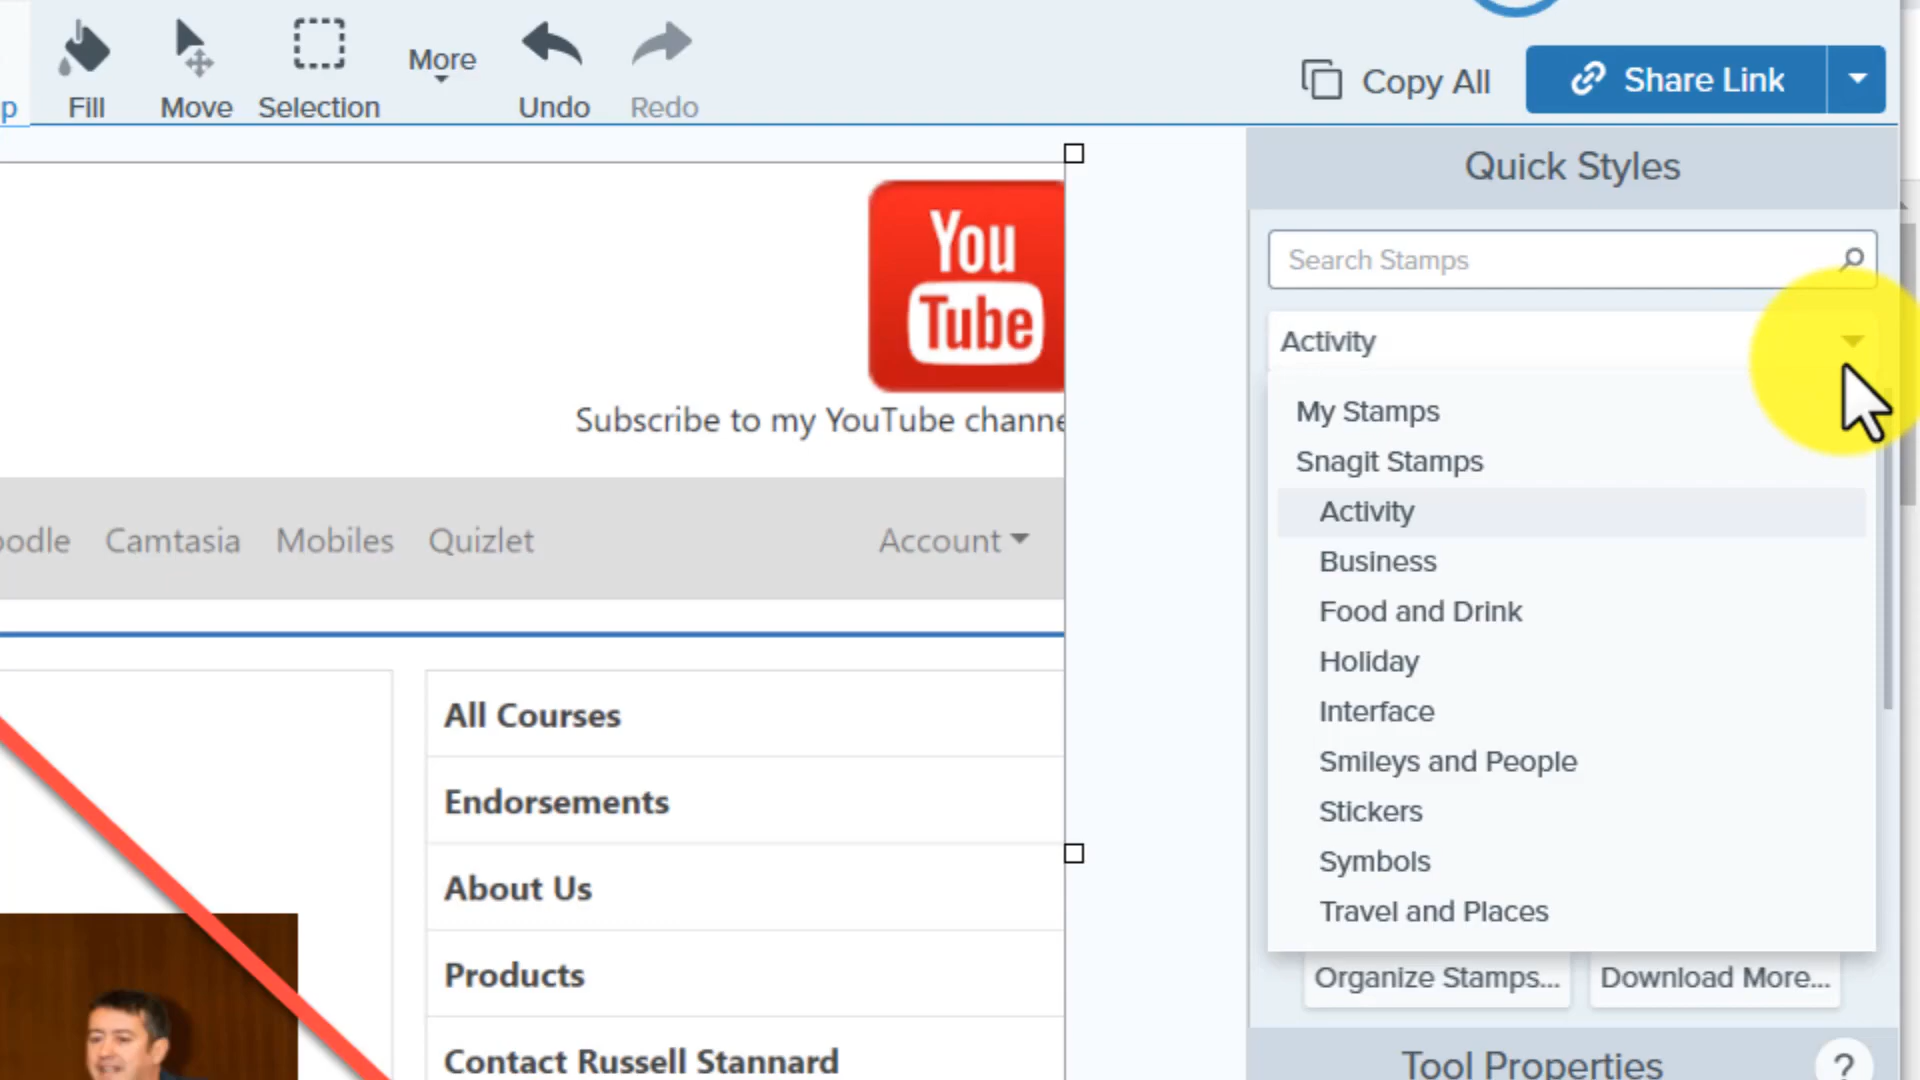 p
Fill
Move
Selection
More
Undo
Redo
Copy All
Share Link
Quick Styles
Search Stamps
Activity
My Stamps
Snagit Stamps
Activity
Business
Food and Drink
Holiday
Interface
Smileys and People
Stickers
Symbols
Travel and Places
Organize Stamps...
Download More...
Tool Properties
?
You
Tube
Subscribe to my YouTube channe
oodle
Camtasia
Mobiles
Quizlet
Account
All Courses
Endorsements
About Us
Products
Contact Russell Stannard